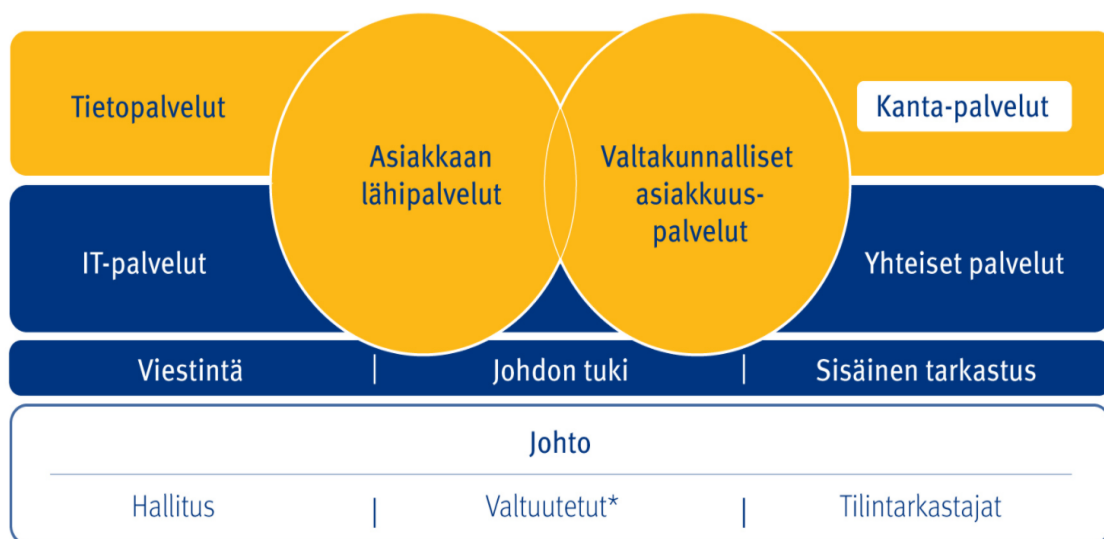 Tietopalvelut
Asiakkaan
lähipalvelut
Valtakunnalliset
asiakkuus-
palvelut
Kanta-palvelut
IT-palvelut
Yhteiset palvelut
Viestintä | Johdon tuki | Sisäinen tarkastus
Johto
Hallitus | Valtuutetut* | Tilintarkastajat